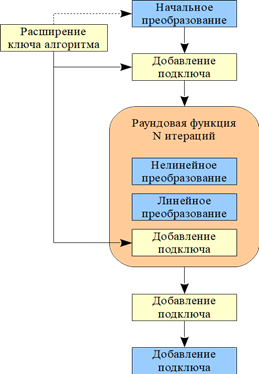 Начальное
преобразование
Расширение
ключа алгоритма
Добавление
подключа
Раундовая функция
N итераций
Нелинейное
преобразование
Линейное
преобразование
Добавление
подключа
Добавление
подключа
Добавление
подключа